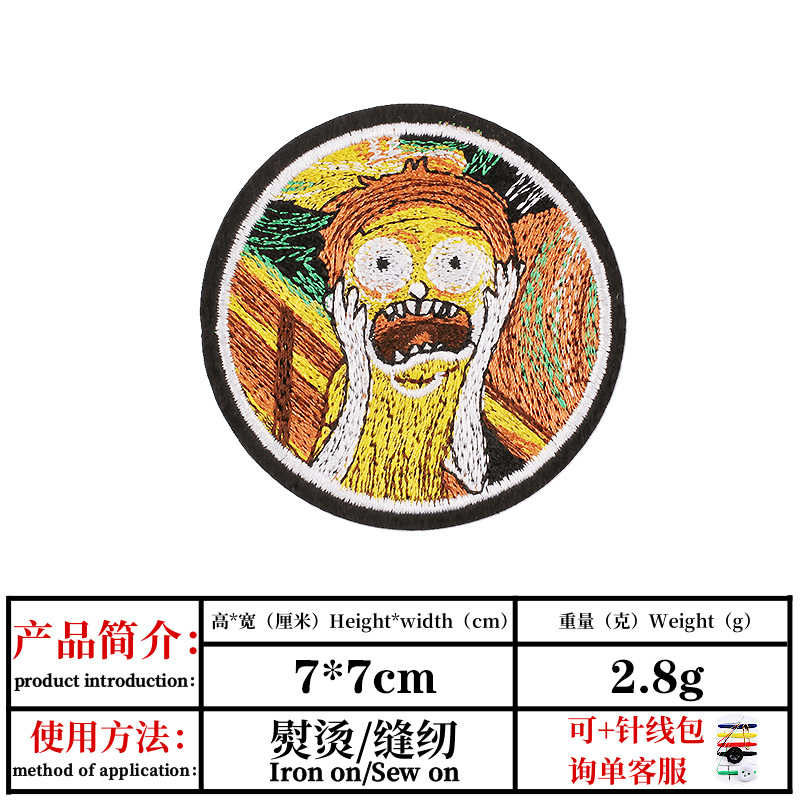 产品简介：
product introduction:
高*宽（厘米）Height*width（cm）
重量（克）Weight（g）
7*7cm
2.8g
使用方法：
method of application:
熨烫/缝纫
Iron on/Sew on
可+针线包
询单客服